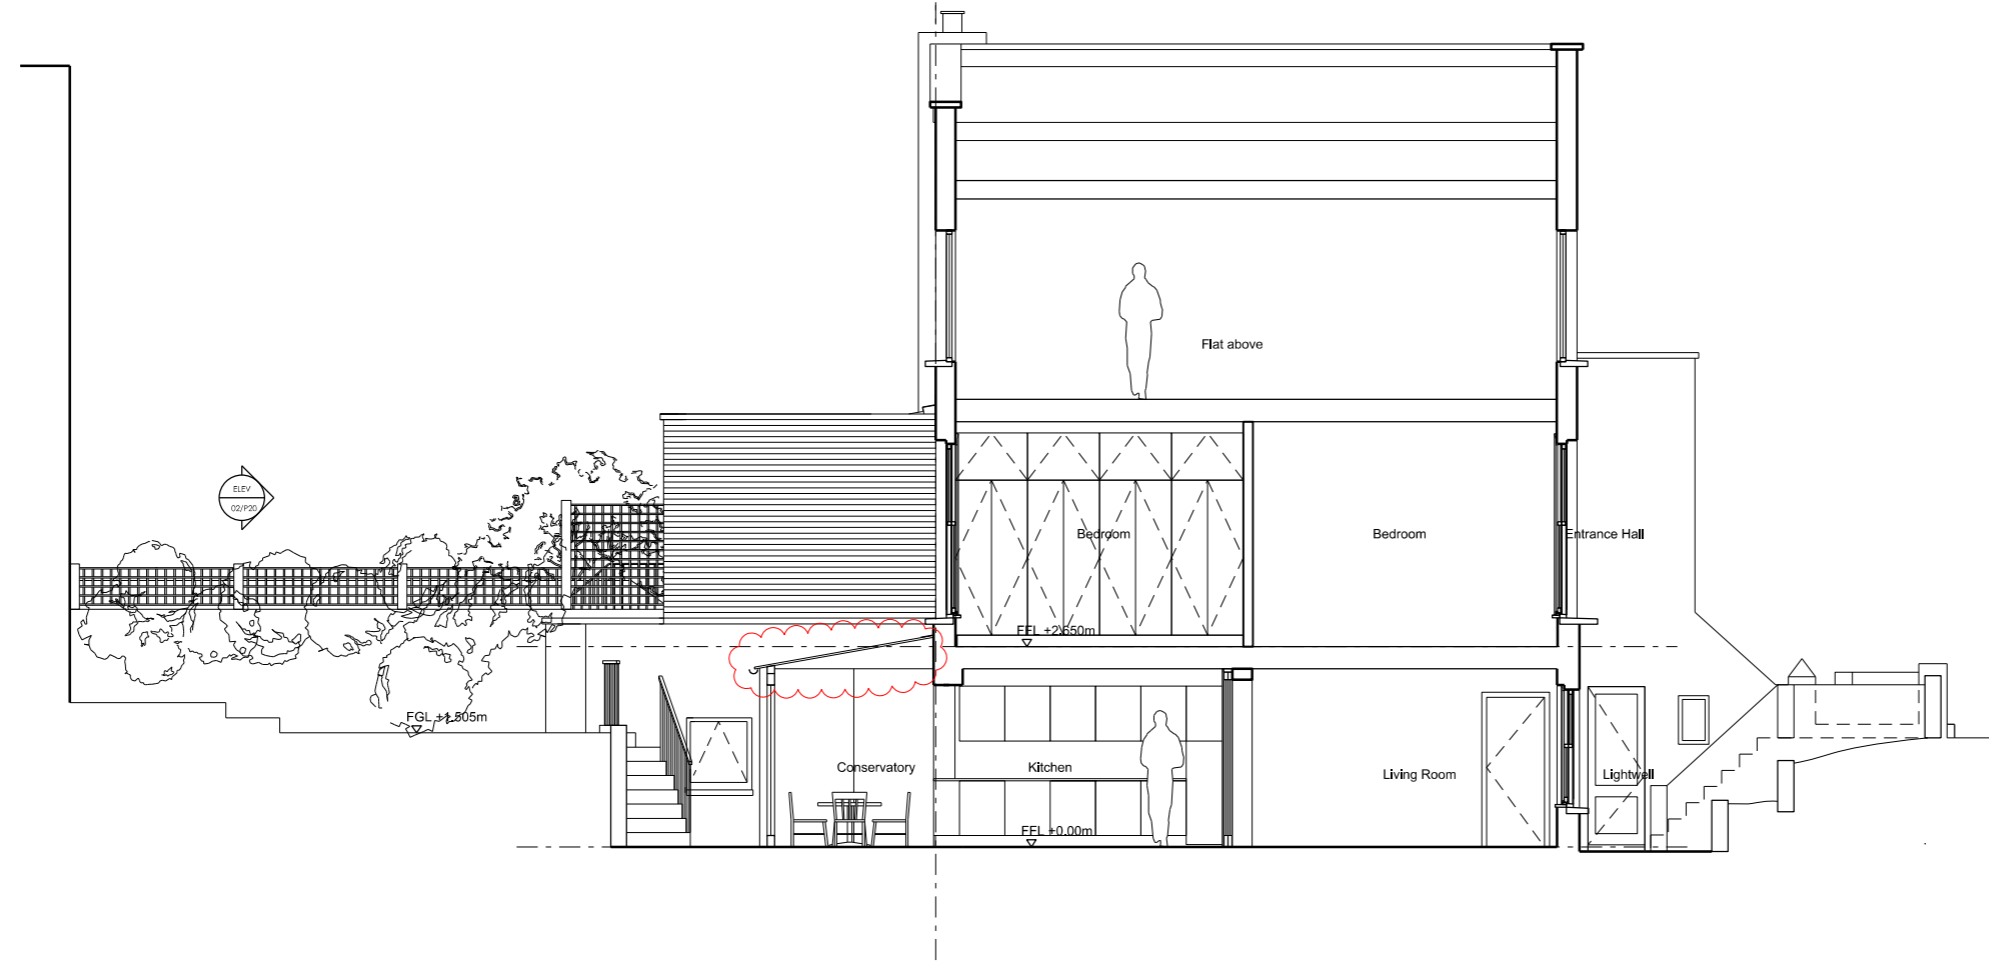 Flat above
ELEV
02/P20
Bedroom
Bedroom
Entrance Hall
FFL +2.650m
FGL +1.505m
Conservatory
Kitchen
Living Room
Lightwell
FFL +0.00m